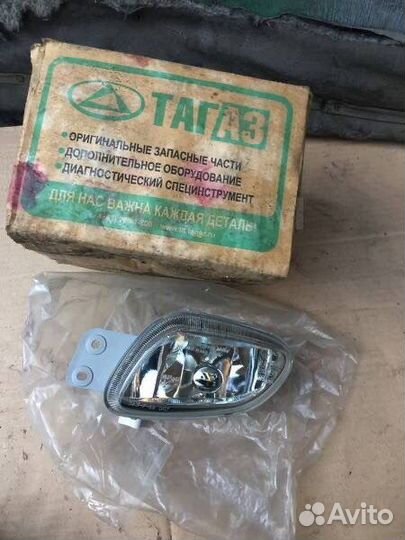 ТАГАЗ
• ОРИГИНАЛЬНЫЕ ЗАПАСНЫЕ ЧАСТИ
• ДОПОЛНИТЕЛЬНОЕ ОБОРУДОВАНИЕ
• ДИАГНОСТИЧЕСКИЙ СПЕЦИНСТРУМЕНТ
ДЛЯ НАС ВАЖНА КАЖДАЯ ДЕТАЛЬ!
Avito